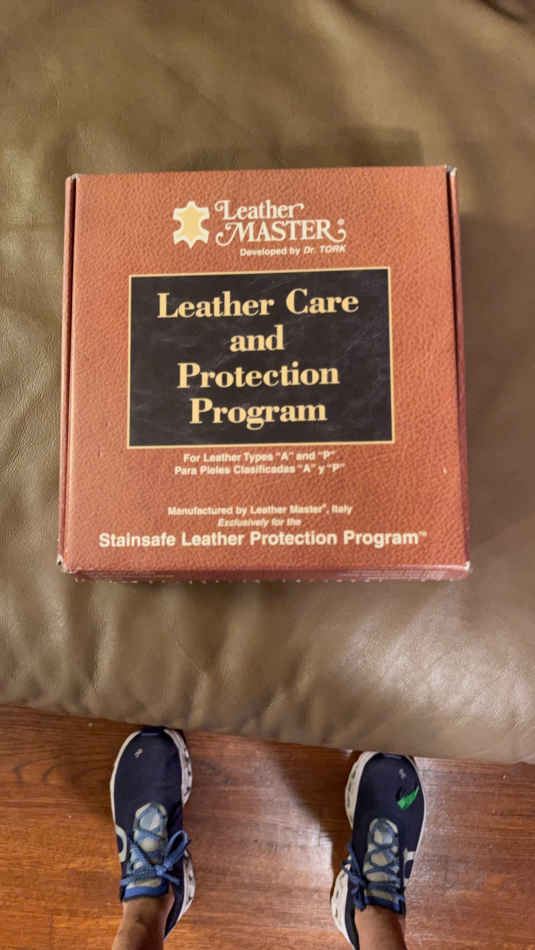 Leather
MASTER®
Developed by Dr. TORK
Leather Care
and
Protection
Program
For Leather Types "A" and "P"
Para Pieles Clasificadas "A" y "P"
Manufactured by Leather Master®, Italy
Exclusively for the
Stainsafe Leather Protection Program™